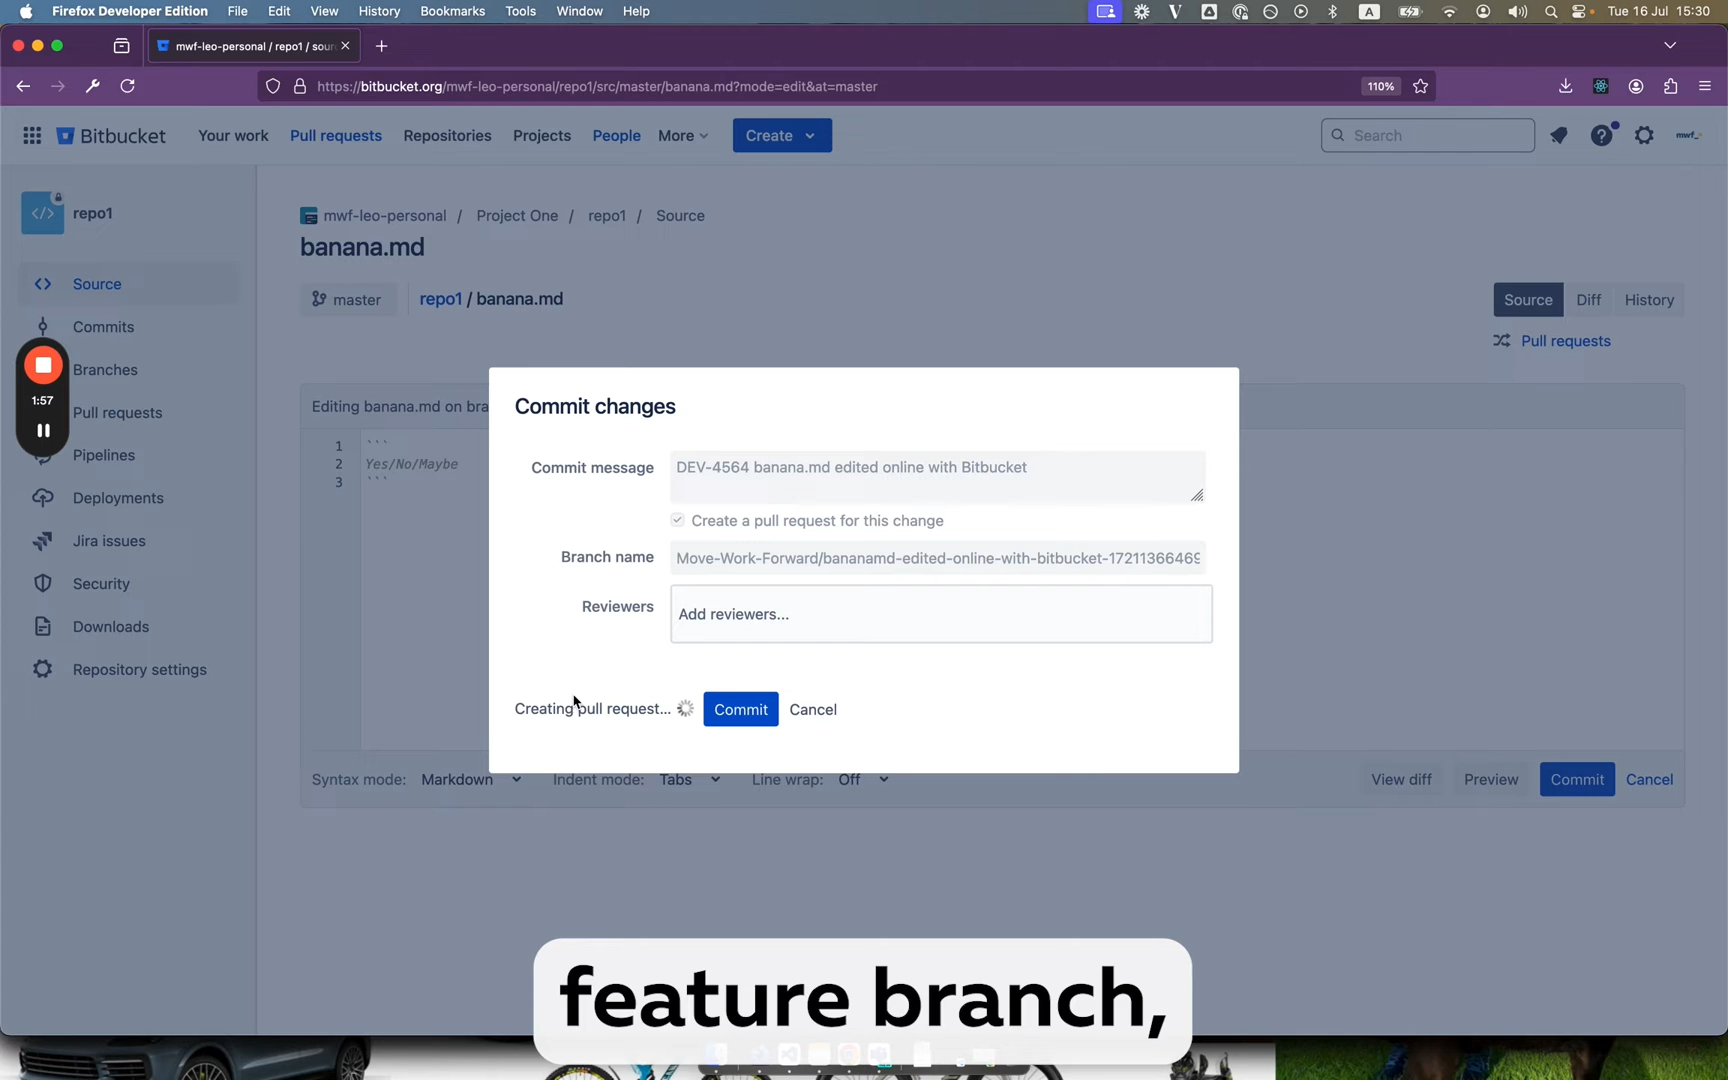 Firefox Developer Edition File Edit View History Bookmarks Tools Window Help A Tue 16 Jul 15:30
mwf-leo-personal / repo1 / sour
https://bitbucket.org/mwf-leo-personal/repo1/src/master/banana.md?mode=edit&at=master 110%
Bitbucket Your work Pull requests Repositories Projects People More Create Search mwf_
repo1
Source
Commits
Branches
Pull requests
Pipelines
Deployments
Jira issues
Security
Downloads
Repository settings
1:57
mwf-leo-personal / Project One / repo1 / Source
banana.md
master repo1 / banana.md Source Diff History
Pull requests
Editing banana.md on bra
1 ```
2 Yes/No/Maybe
3 ```
Commit changes
Commit message DEV-4564 banana.md edited online with Bitbucket
Create a pull request for this change
Branch name Move-Work-Forward/bananamd-edited-online-with-bitbucket-17211366469
Reviewers Add reviewers...
Creating pull request... Commit Cancel
Syntax mode: Markdown Indent mode: Tabs Line wrap: Off View diff Preview Commit Cancel
feature branch,